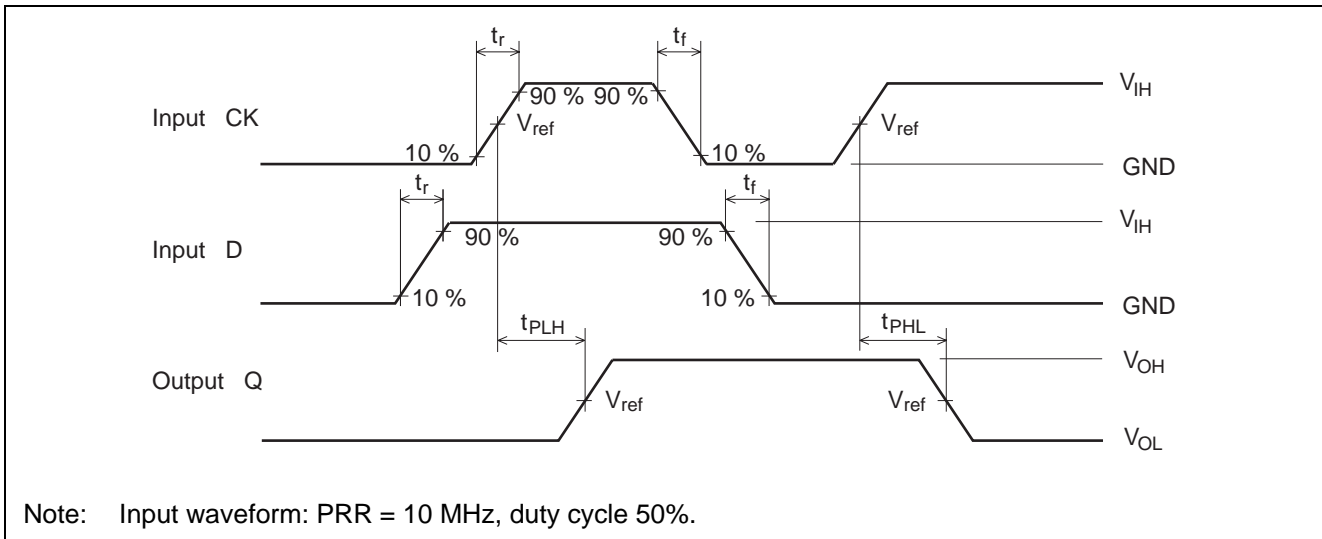 tr tf
Input CK
90 % 90 %
Vref Vref
10 % 10 %
VIH
GND
tr tf
Input D
90 % 90 %
10 % 10 %
VIH
GND
tPLH tPHL
Output Q
Vref Vref
VOH
VOL
Note: Input waveform: PRR = 10 MHz, duty cycle 50%.